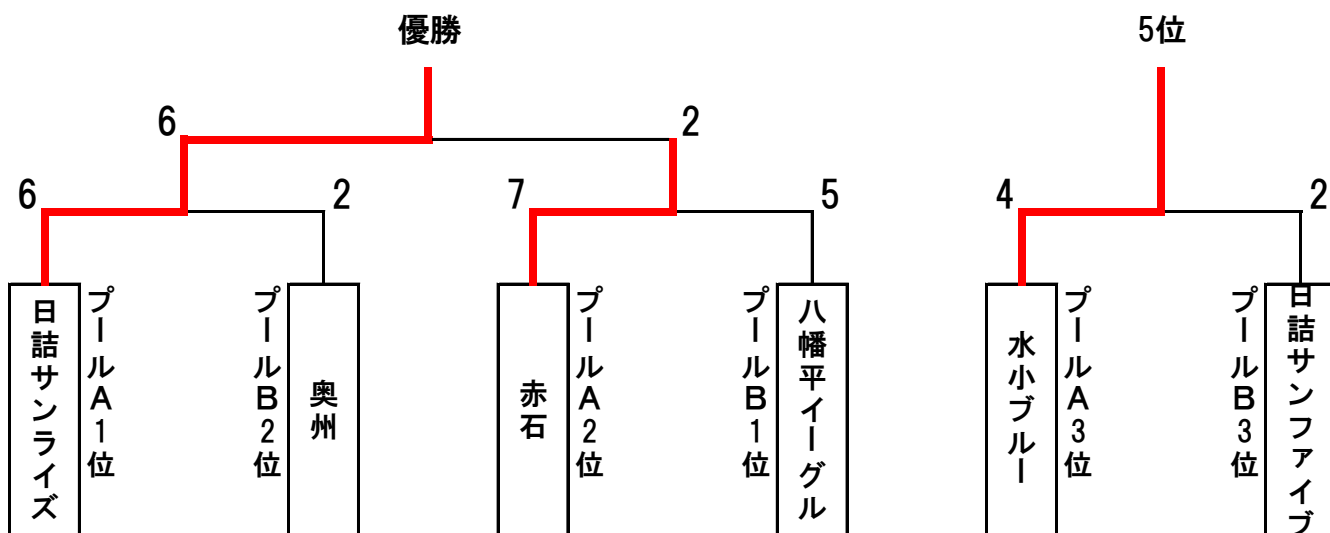 優勝
5位
6
2
6
2
7
5
4
2
日詰サンライズ
プールA1位
プールB2位
奥州
赤石
プールA2位
プールB1位
八幡平イーグル
水小ブルー
プールA3位
プールB3位
日詰サンファイブ